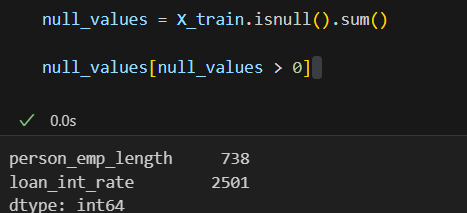 null_values = X_train.isnull().sum()
null_values[null_values > 0]
✓ 0.0s
person_emp_length 738
loan_int_rate 2501
dtype: int64